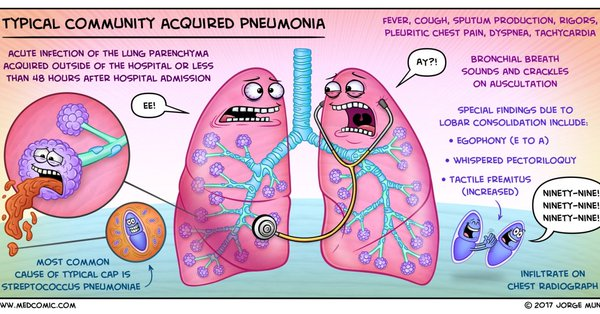 TYPICAL COMMUNITY ACQUIRED PNEUMONIA
ACUTE INFECTION OF THE LUNG PARENCHYMA
ACQUIRED OUTSIDE OF THE HOSPITAL OR LESS
THAN 48 HOURS AFTER HOSPITAL ADMISSION
EE!
AY?!
FEVER, COUGH, SPUTUM PRODUCTION, RIGORS,
PLEURITIC CHEST PAIN, DYSPNEA, TACHYCARDIA
BRONCHIAL BREATH
SOUNDS AND CRACKLES ON
AUSCULTATION
SPECIAL FINDINGS DUE TO
LOBAR CONSOLIDATION INCLUDE:
• EGOPHONY (E TO A)
• WHISPERED PECTORILOQUY
• TACTILE FREMITUS
(INCREASED)
NINETY-NINE!
NINETY-NINE!
NINETY-NINE!
MOST COMMON
CAUSE OF TYPICAL CAP IS
STREPTOCOCCUS PNEUMONIAE
INFILTRATE ON
CHEST RADIOGRAPH
WWW.MEDCOMIC.COM
© 2017 JORGE MUN